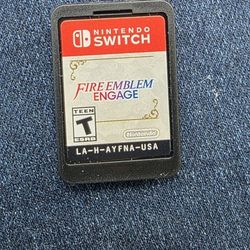 NINTENDO
SWITCH
FIRE EMBLEM
ENGAGE
TEEN
T
ESRB
Nintendo
LA-H-AYFNA-USA